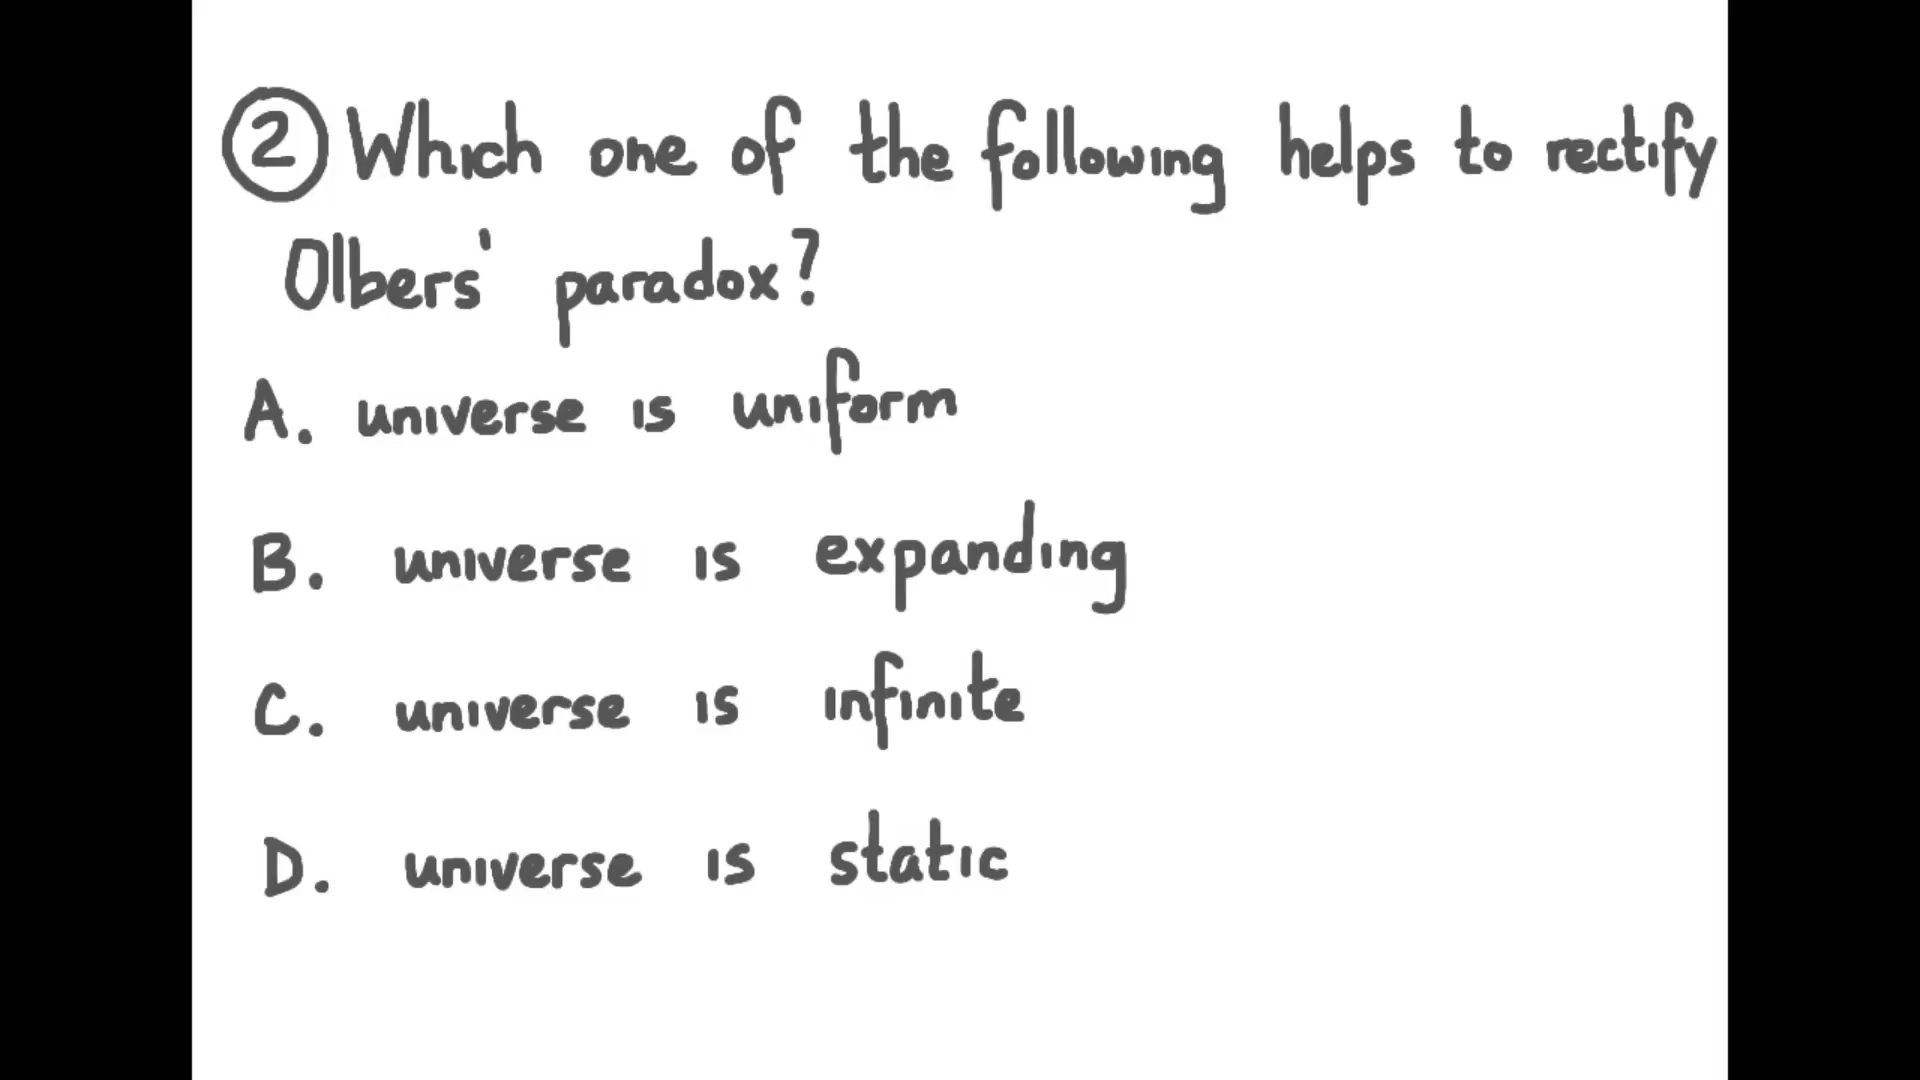 ② Which one of the following helps to rectify
Olbers' paradox?
A. universe is uniform
B. universe is expanding
C. universe is infinite
D. universe is static